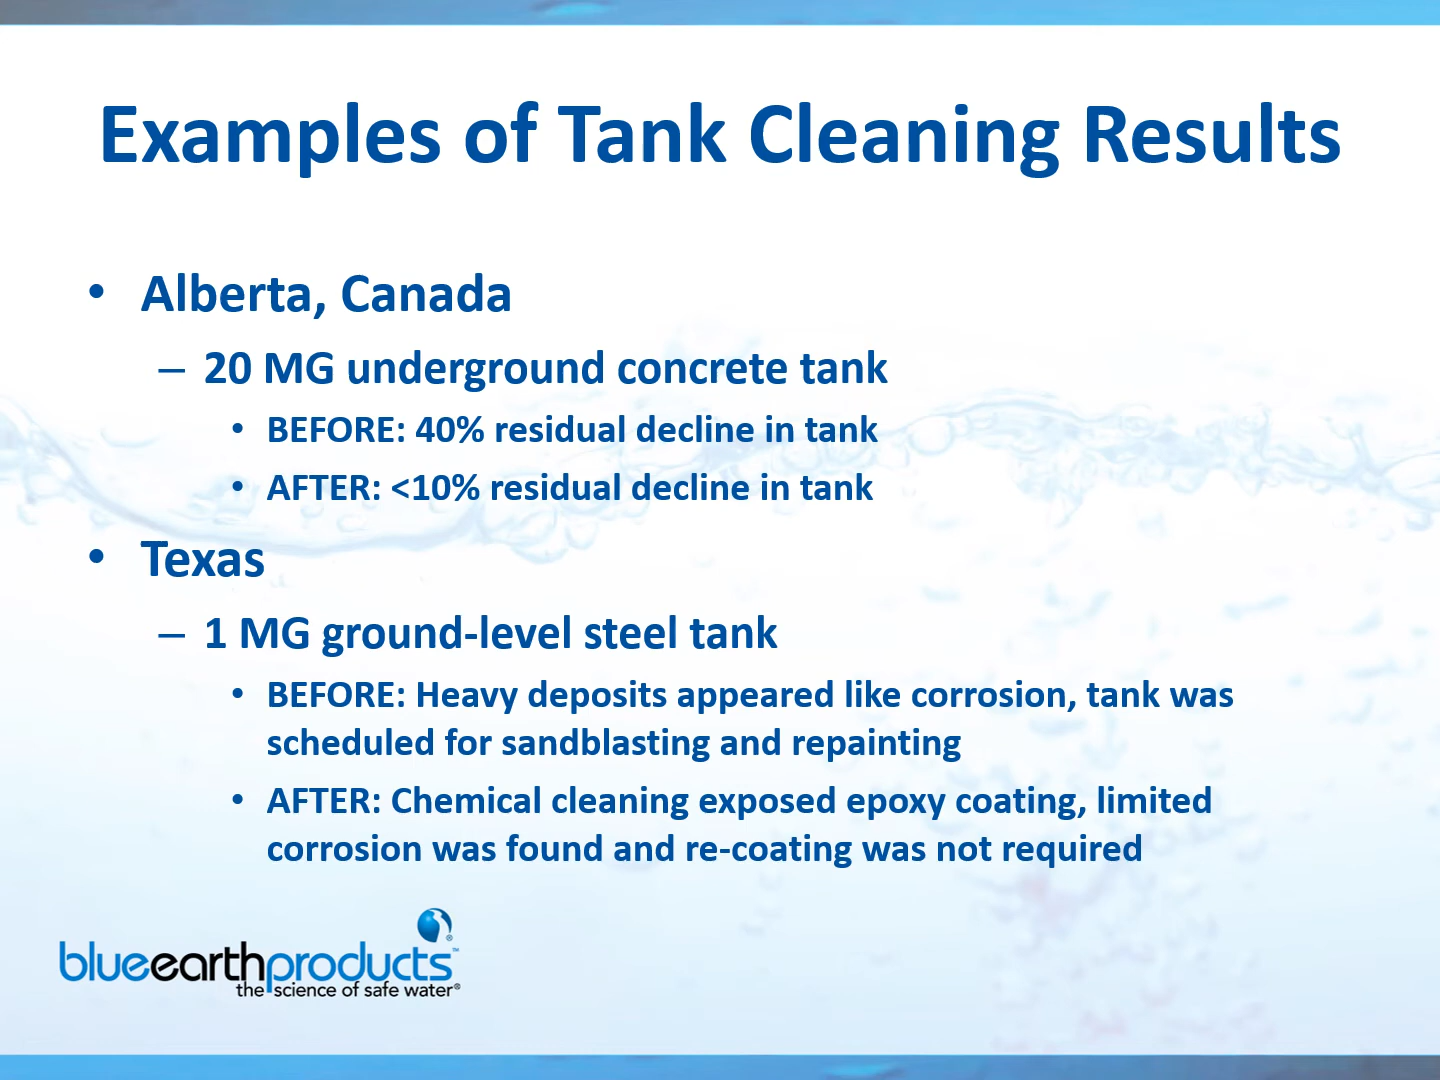 Examples of Tank Cleaning Results
• Alberta, Canada
– 20 MG underground concrete tank
• BEFORE: 40% residual decline in tank
• AFTER: <10% residual decline in tank
• Texas
– 1 MG ground-level steel tank
• BEFORE: Heavy deposits appeared like corrosion, tank was
scheduled for sandblasting and repainting
• AFTER: Chemical cleaning exposed epoxy coating, limited
corrosion was found and re-coating was not required
blueearthproducts™
the science of safe water®